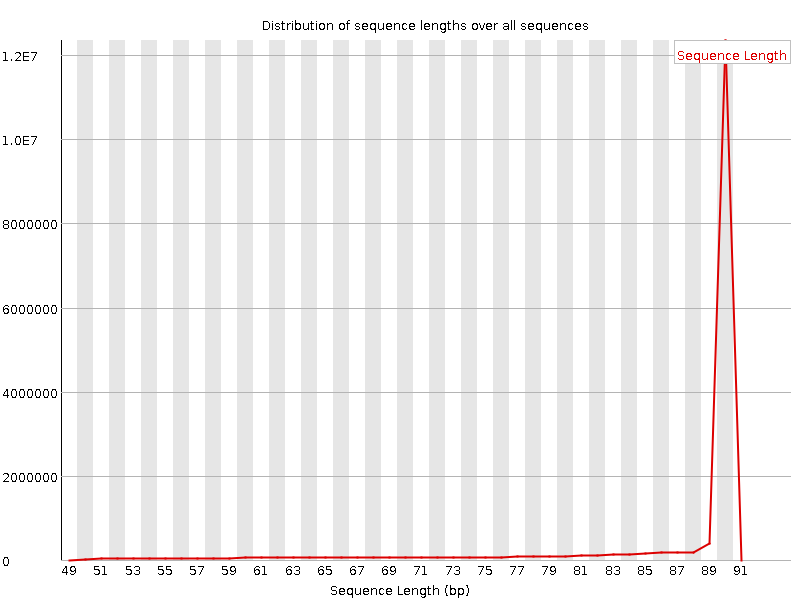 Distribution of sequence lengths over all sequences
Sequence Length
1.2E7
1.0E7
8000000
6000000
4000000
2000000
0
49 51 53 55 57 59 61 63 65 67 69 71 73 75 77 79 81 83 85 87 89 91
Sequence Length (bp)